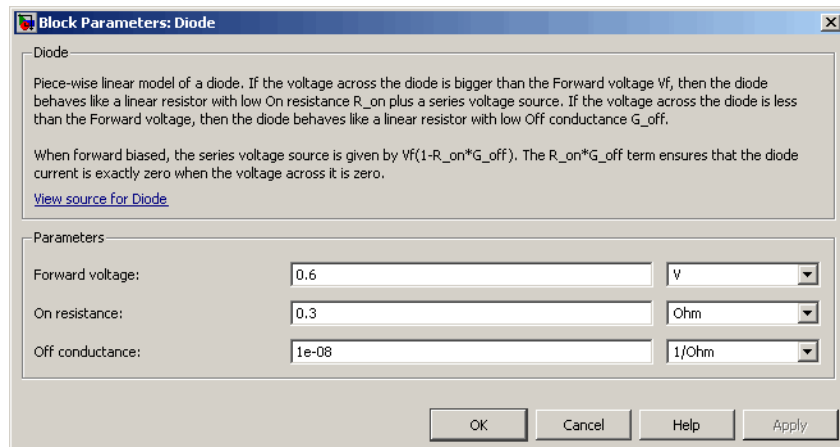 Block Parameters: Diode
Diode
Piece-wise linear model of a diode. If the voltage across the diode is bigger than the Forward voltage Vf, then the diode
behaves like a linear resistor with low On resistance R_on plus a series voltage source. If the voltage across the diode is less
than the Forward voltage, then the diode behaves like a linear resistor with low Off conductance G_off.
When forward biased, the series voltage source is given by Vf(1-R_on*G_off). The R_on*G_off term ensures that the diode
current is exactly zero when the voltage across it is zero.
View source for Diode
Parameters
Forward voltage: 0.6 V
On resistance: 0.3 Ohm
Off conductance: 1e-08 1/Ohm
OK Cancel Help Apply